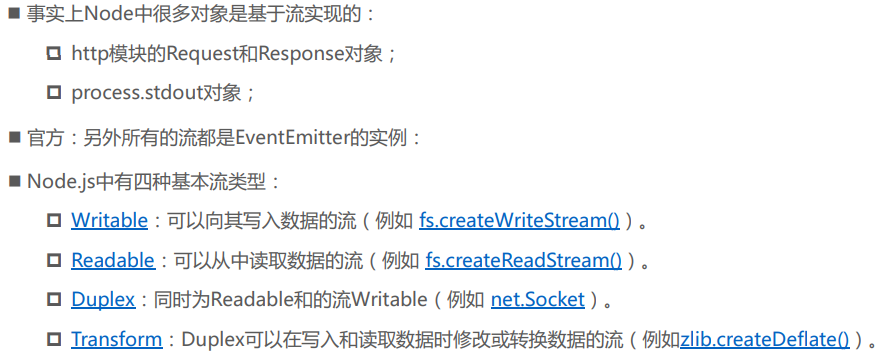 ■ 事实上Node中很多对象是基于流实现的：
❑ http模块的Request和Response对象；
❑ process.stdout对象；
■ 官方：另外所有的流都是EventEmitter的实例：
■ Node.js中有四种基本流类型：
❑ Writable：可以向其写入数据的流（例如 fs.createWriteStream()）。
❑ Readable：可以从中读取数据的流（例如 fs.createReadStream()）。
❑ Duplex：同时为Readable和的流Writable（例如 net.Socket）。
❑ Transform：Duplex可以在写入和读取数据时修改或转换数据的流（例如zlib.createDeflate()）。